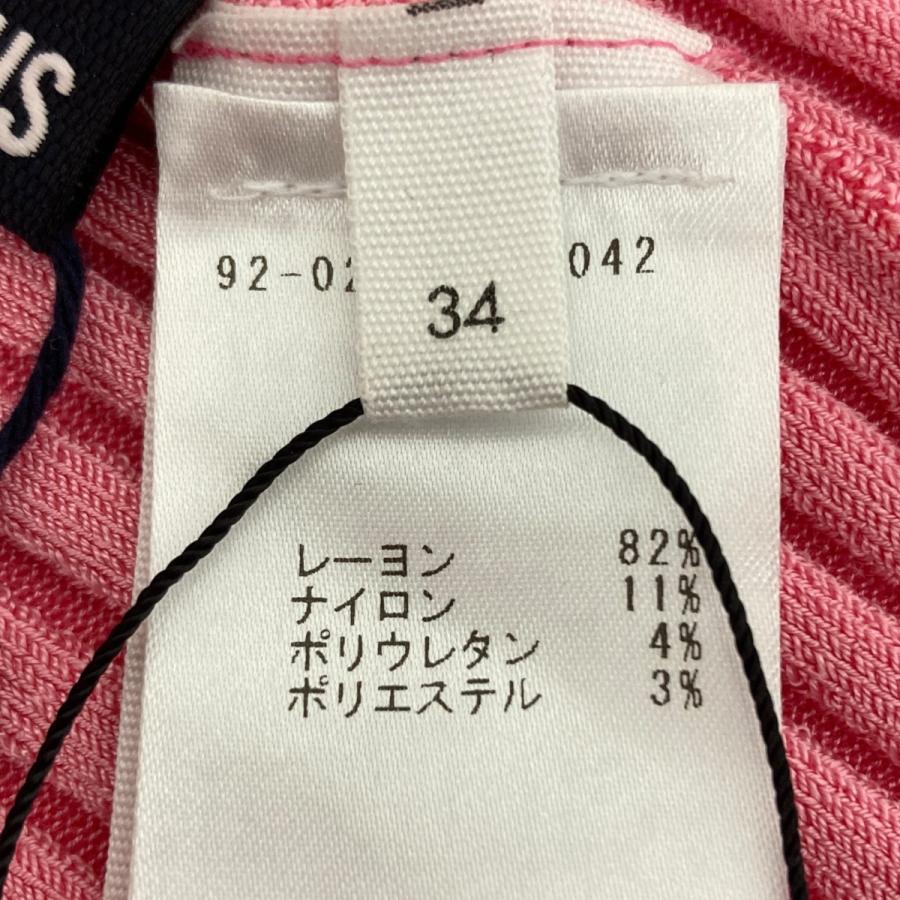 92-02
042
34
レーヨン 82%
ナイロン 11%
ポリウレタン 4%
ポリエステル 3%